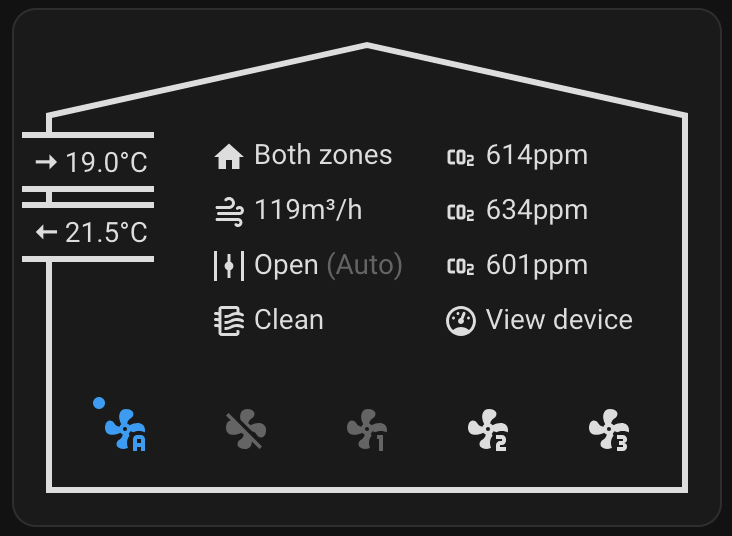 → 19.0°C
← 21.5°C
Both zones
119m³/h
Open (Auto)
Clean
CO₂ 614ppm
CO₂ 634ppm
CO₂ 601ppm
View device
A
1
2
3